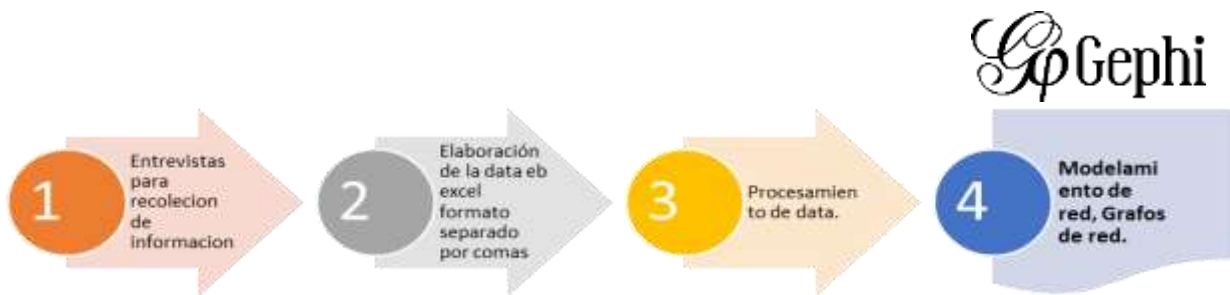 Gφ Gephi
1
Entrevistas
para
recolecion
de
informacion
2
Elaboración
de la data eb
excel
formato
separado
por comas
3
Procesamien
to de data.
4
Modelami
ento de
red, Grafos
de red.